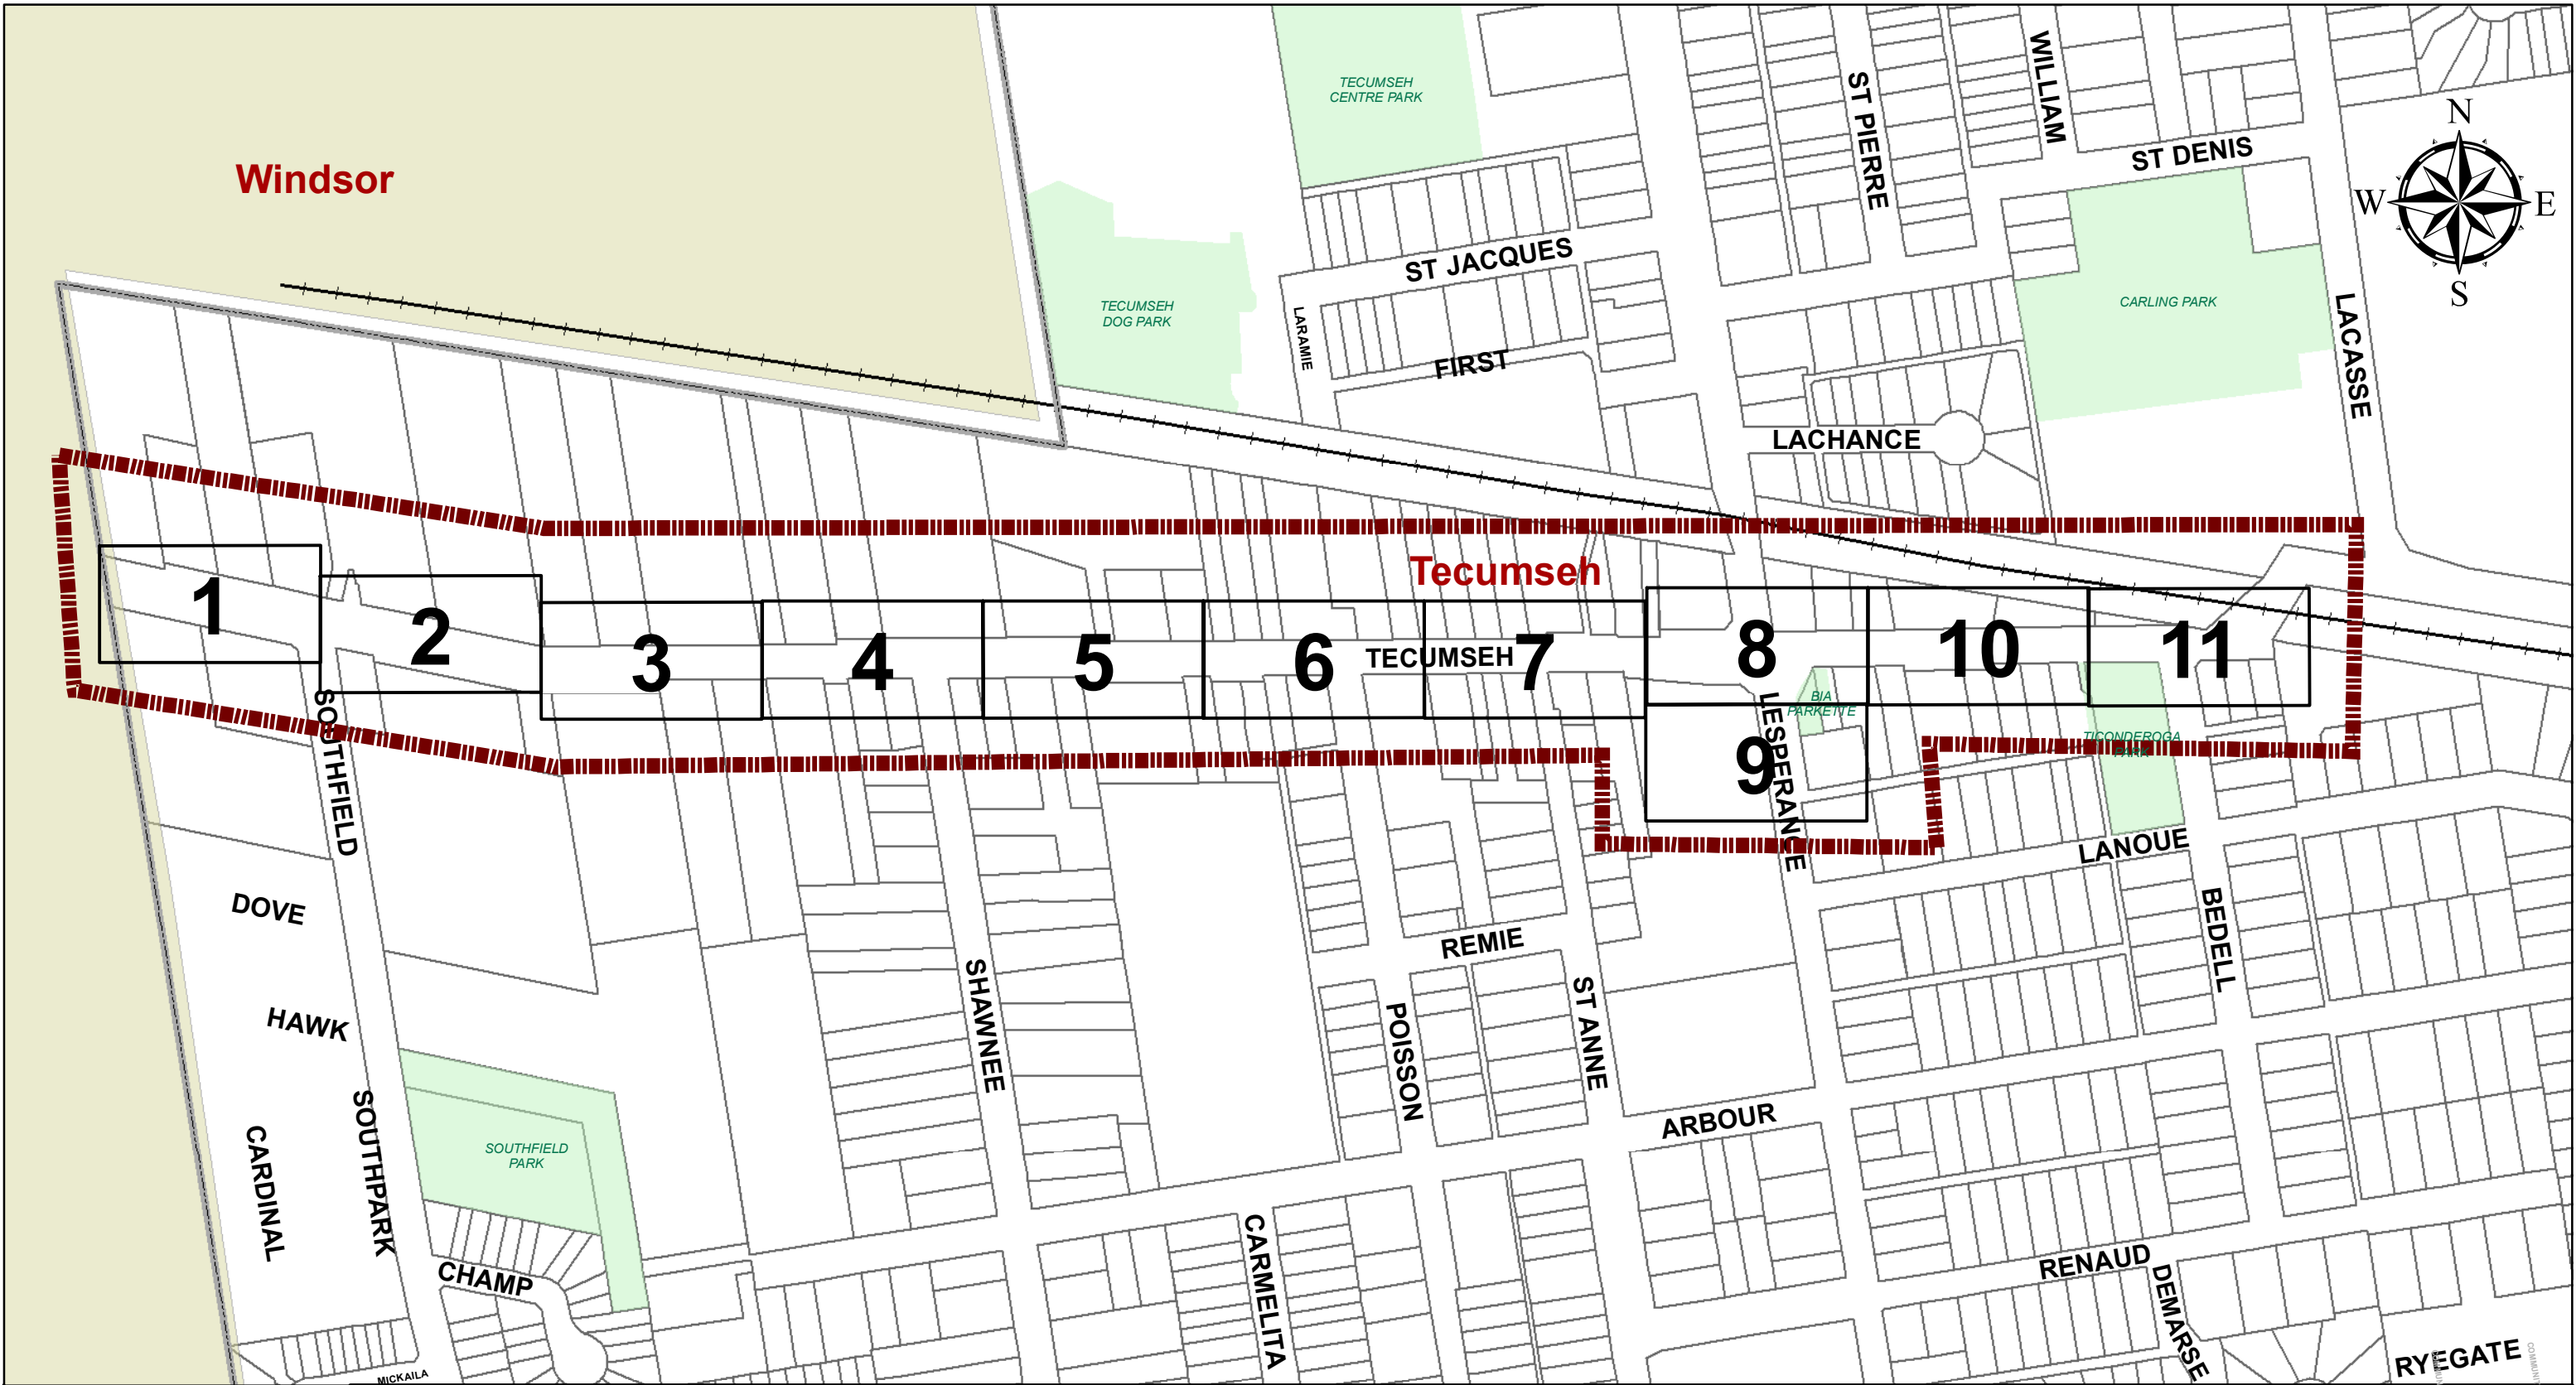 TECUMSEH
CENTRE PARK
ST PIERRE
WILLIAM
N
ST DENIS
Windsor
W
E
ST JACQUES
S
TECUMSEH
DOG PARK
LARAMIE
CARLING PARK
LACASSE
FIRST
LACHANCE
Tecumseh
1
2
3
4
5
6
TECUMSEH
7
8
10
11
BIA
PARKETTE
SOUTHFIELD
LESPERANCE
9
TICONDEROGA
PARK
LANOUE
DOVE
BEDELL
REMIE
HAWK
SHAWNEE
POISSON
ST ANNE
ARBOUR
SOUTHFIELD
PARK
CARDINAL
SOUTHPARK
CHAMP
CARMELITA
RENAUD
DEMARSE
RYEGATE
MICKAILA